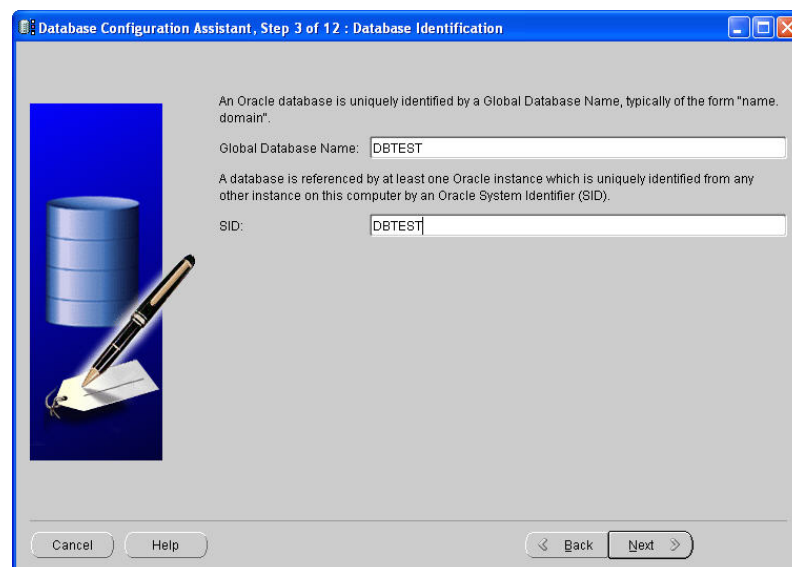 Database Configuration Assistant, Step 3 of 12 : Database Identification
An Oracle database is uniquely identified by a Global Database Name, typically of the form "name.
domain".
Global Database Name: DBTEST
A database is referenced by at least one Oracle instance which is uniquely identified from any
other instance on this computer by an Oracle System Identifier (SID).
SID: DBTEST
Cancel Help Back Next